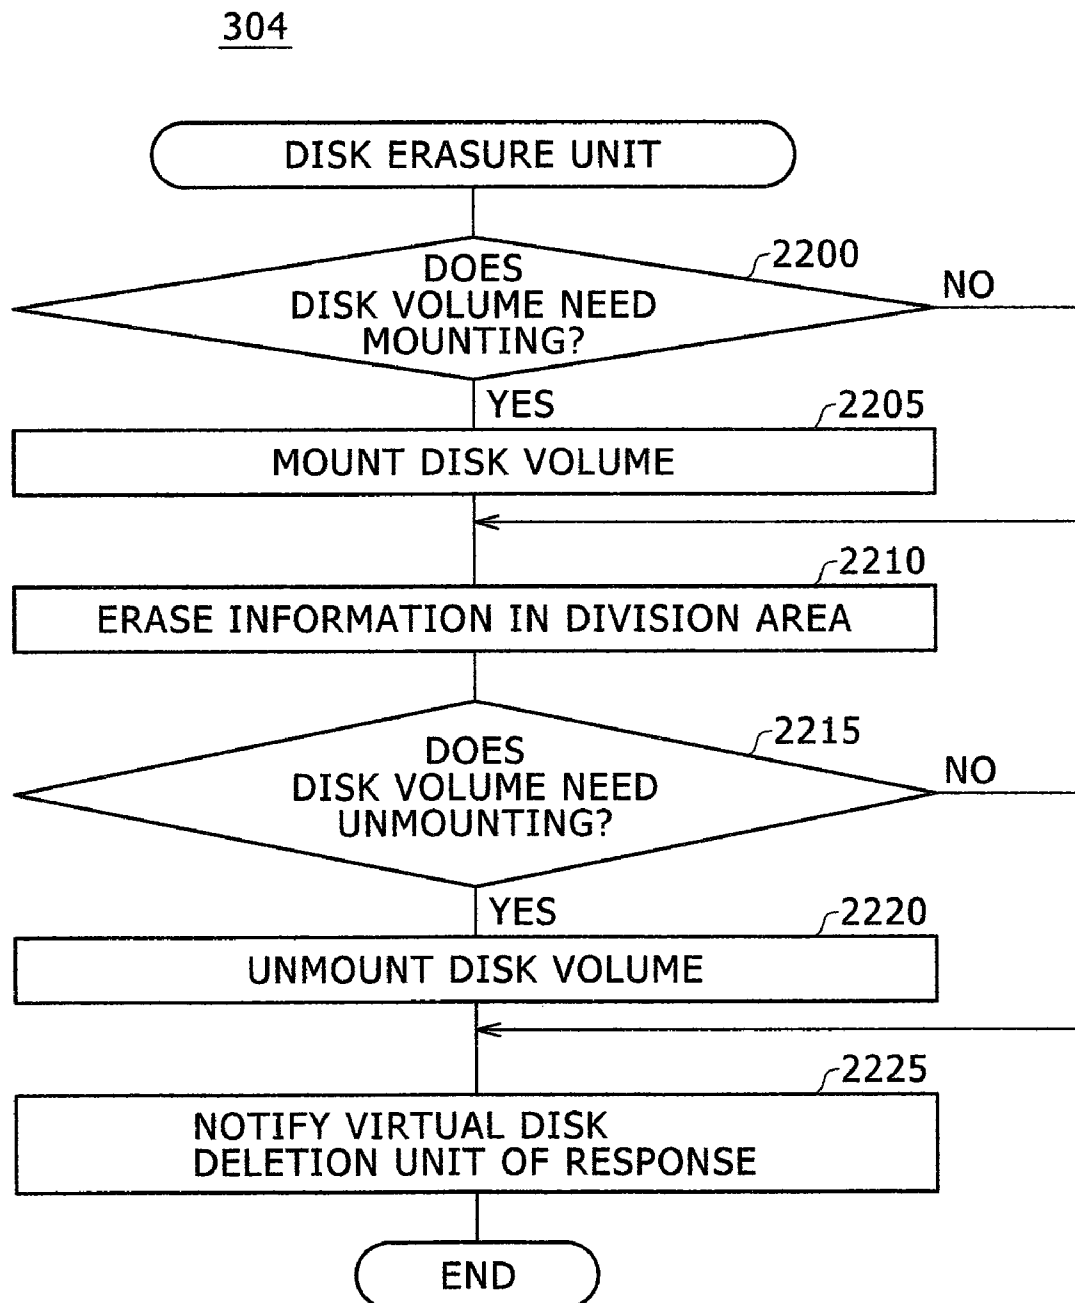 304
DISK ERASURE UNIT
2200
DOES
DISK VOLUME NEED
MOUNTING?
NO
YES
2205
MOUNT DISK VOLUME
2210
ERASE INFORMATION IN DIVISION AREA
2215
DOES
DISK VOLUME NEED
UNMOUNTING?
NO
YES
2220
UNMOUNT DISK VOLUME
2225
NOTIFY VIRTUAL DISK
DELETION UNIT OF RESPONSE
END